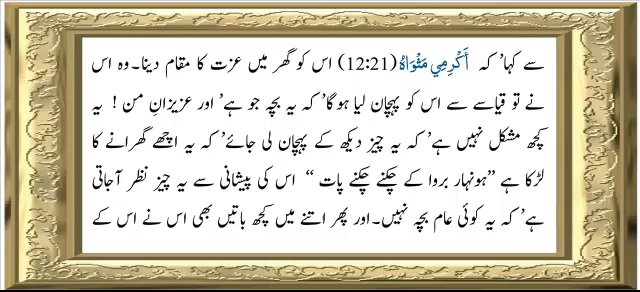 سے کہا’ کہ أَكْرِمِي مَثْوَاهُ (12:21) اس کو گھر میں عزت کا مقام دینا۔وہ اس
نے تو قیاسے سے اس کو پہچان لیا ہوگا’ کہ یہ بچہ جو ہے’ اور عزیزانِ من ! یہ
کچھ مشکل نہیں ہے’ کہ یہ چیز دیکھ کے پہچان لی جائے’ کہ یہ اچھے گھرانے کا
لڑکا ہے ”ہونہار بروا کے چکنے چکنے پات “ اس کی پیشانی سے یہ چیز نظر آجاتی
ہے’ کہ یہ کوئی عام بچہ نہیں۔اور پھر اتنے میں کچھ باتیں بھی اس نے اس کے